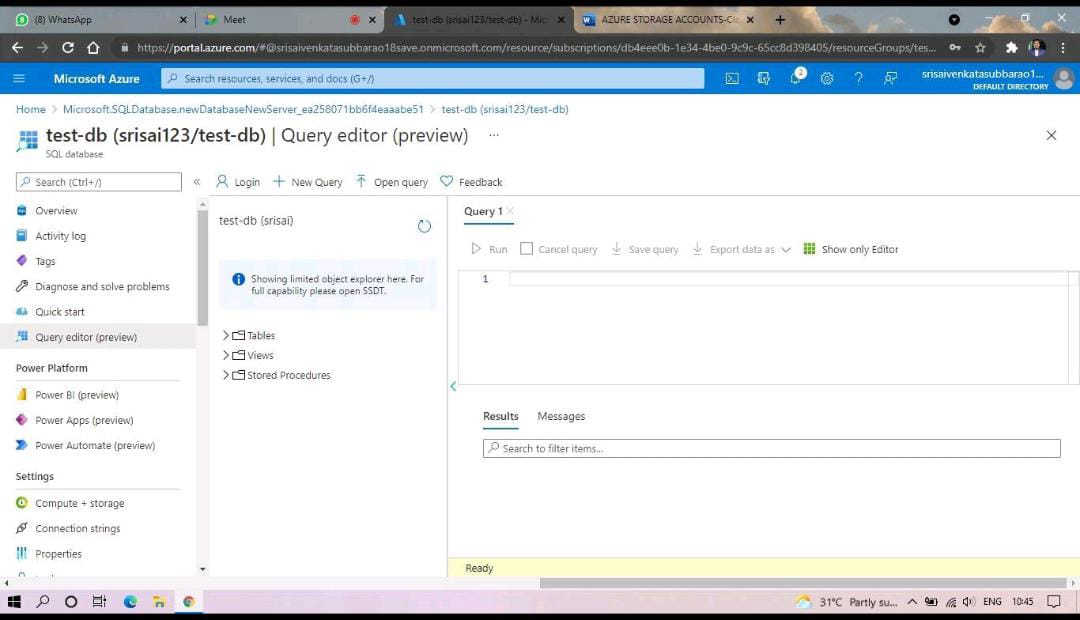 (8) WhatsApp
Meet
test-db (srisai123/test-db) - Mic
AZURE STORAGE ACCOUNTS-Cl
https://portal.azure.com/#@srisaivenkatasubbarao18save.onmicrosoft.com/resource/subscriptions/db4eee0b-1e34-4be0-9c9c-65cc8d398405/resourceGroups/tes...
Microsoft Azure
Search resources, services, and docs (G+/)
2
srisaivenkatasubbarao1...
DEFAULT DIRECTORY
Home > Microsoft.SQLDatabase.newDatabaseNewServer_ea258071bb6f4eaaabe51 > test-db (srisai123/test-db)
test-db (srisai123/test-db) | Query editor (preview) ...
SQL database
Search (Ctrl+/)
Overview
Activity log
Tags
Diagnose and solve problems
Quick start
Query editor (preview)
Power Platform
Power BI (preview)
Power Apps (preview)
Power Automate (preview)
Settings
Compute + storage
Connection strings
Properties
Login
New Query
Open query
Feedback
test-db (srisai)
Showing limited object explorer here. For
full capability please open SSDT.
Tables
Views
Stored Procedures
Query 1
Run
Cancel query
Save query
Export data as
Show only Editor
1
Results
Messages
Search to filter items...
Ready
31°C Partly su...
ENG
10:45